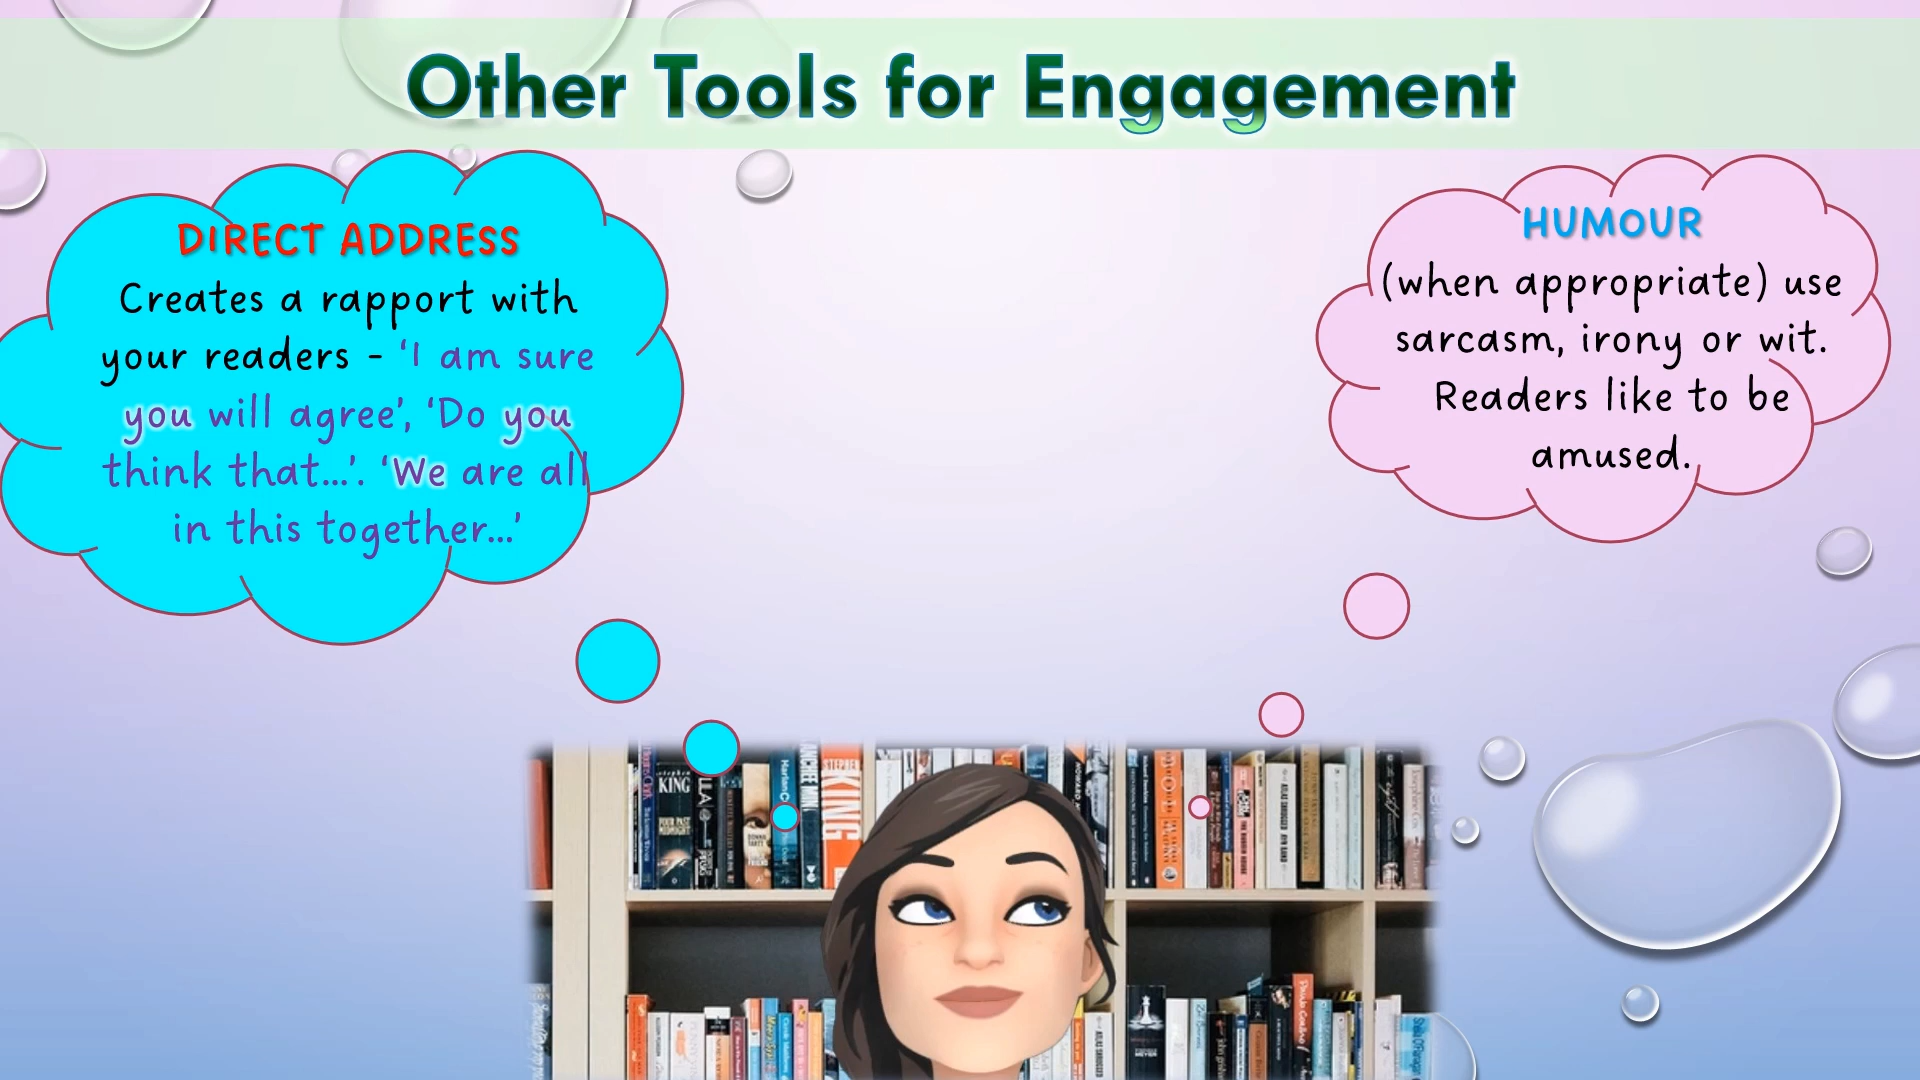 Other Tools for Engagement
DIRECT ADDRESS
Creates a rapport with
your readers - ‘I am sure
you will agree’, ‘Do you
think that...’. ‘We are all
in this together...’
HUMOUR
(when appropriate) use
sarcasm, irony or wit.
Readers like to be
amused.
KING
KING